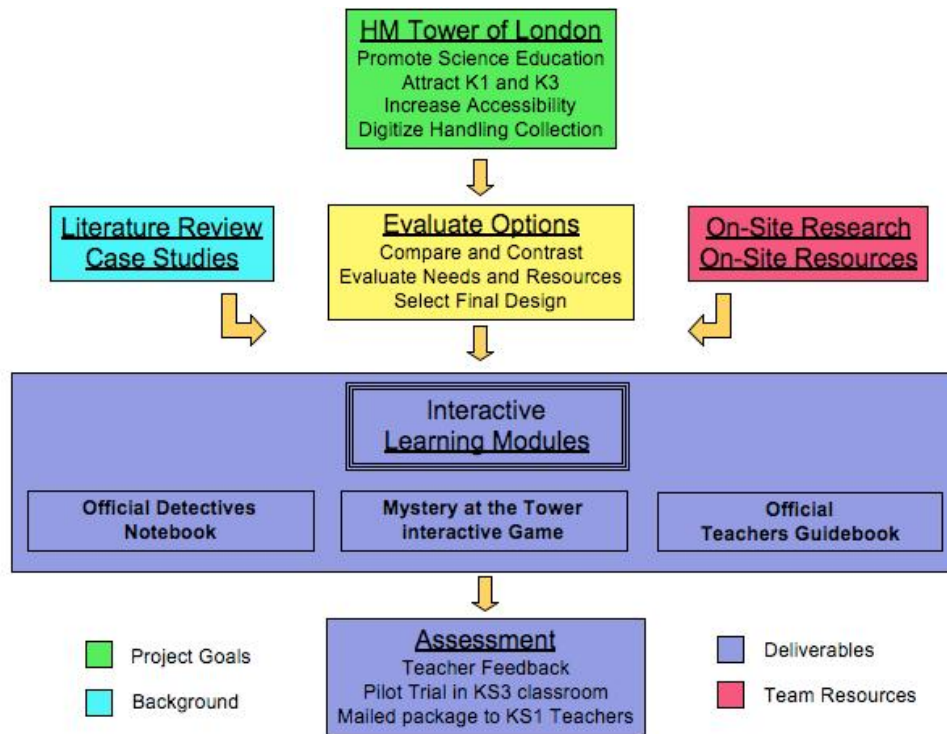 HM Tower of London
Promote Science Education
Attract K1 and K3
Increase Accessibility
Digitize Handling Collection
Literature Review
Case Studies
Evaluate Options
Compare and Contrast
Evaluate Needs and Resources
Select Final Design
On-Site Research
On-Site Resources
Interactive
Learning Modules
Official Detectives
Notebook
Mystery at the Tower
interactive Game
Official
Teachers Guidebook
Assessment
Teacher Feedback
Pilot Trial in KS3 classroom
Mailed package to KS1 Teachers
Project Goals
Background
Deliverables
Team Resources